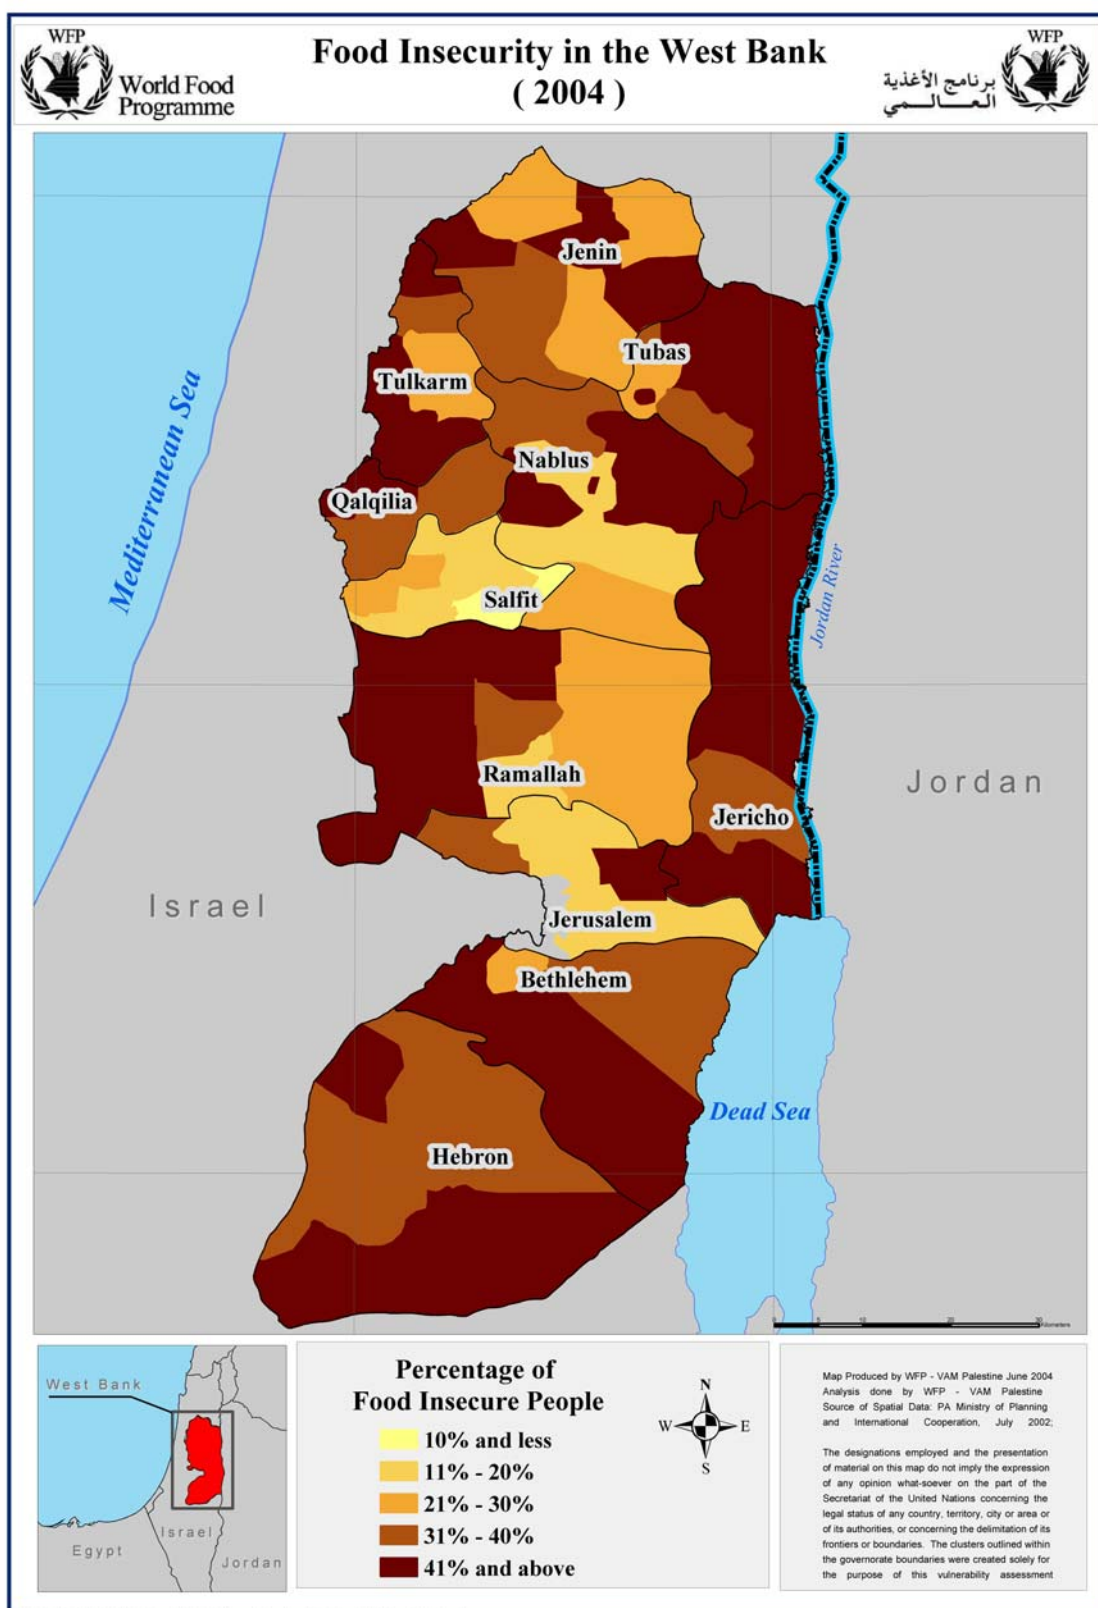 WFP
World Food
Programme
Food Insecurity in the West Bank
( 2004 )
WFP
برنامج الأغذية
العـــالـــمي
Jenin
Tubas
Tulkarm
Mediterranean Sea
Nablus
Qalqilia
Jordan River
Salfit
Ramallah
Jordan
Jericho
Israel
Jerusalem
Bethlehem
Dead Sea
Hebron
0 5 10 20 30
Kilometers
West Bank
Israel
Egypt
Jordan
Percentage of
Food Insecure People
10% and less
11% - 20%
21% - 30%
31% - 40%
41% and above
N
W E
S
Map Produced by WFP - VAM Palestine June 2004
Analysis done by WFP - VAM Palestine
Source of Spatial Data: PA Ministry of Planning
and International Cooperation, July 2002;
The designations employed and the presentation
of material on this map do not imply the expression
of any opinion what-soever on the part of the
Secretariat of the United Nations concerning the
legal status of any country, territory, city or area or
of its authorities, or concerning the delimitation of its
frontiers or boundaries. The clusters outlined within
the governorate boundaries were created solely for
the purpose of this vulnerability assessment